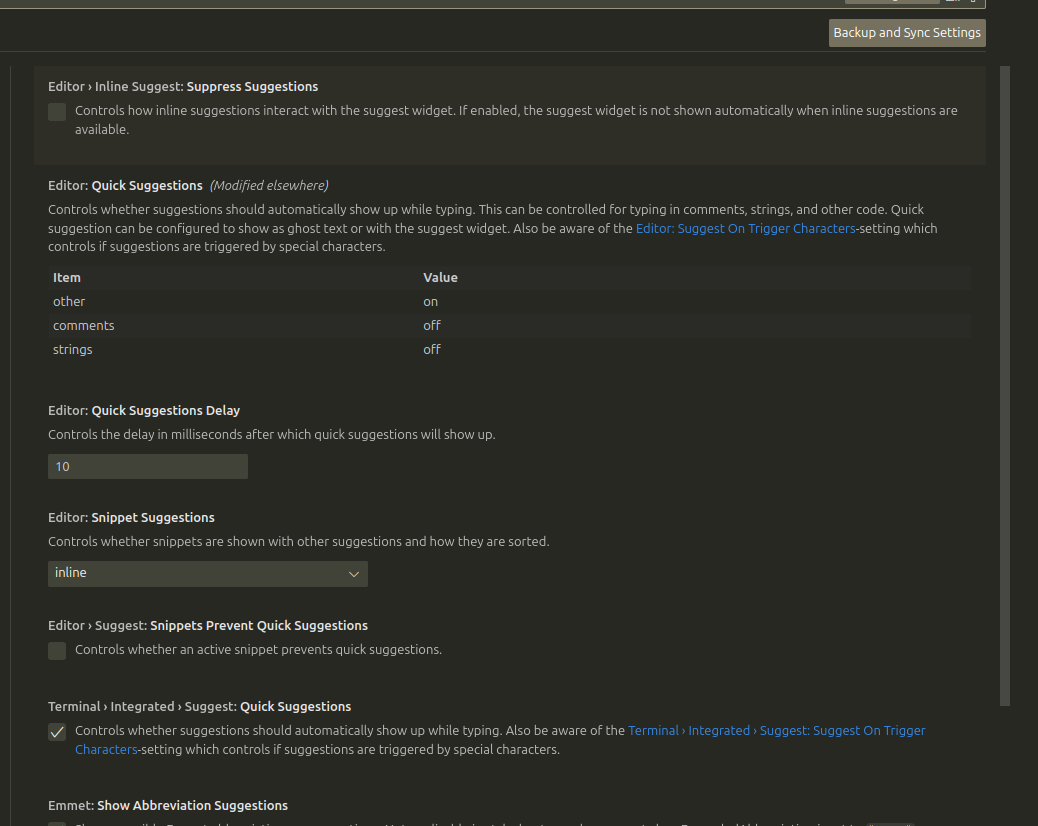 Backup and Sync Settings
Editor › Inline Suggest: Suppress Suggestions
Controls how inline suggestions interact with the suggest widget. If enabled, the suggest widget is not shown automatically when inline suggestions are
available.
Editor: Quick Suggestions (Modified elsewhere)
Controls whether suggestions should automatically show up while typing. This can be controlled for typing in comments, strings, and other code. Quick
suggestion can be configured to show as ghost text or with the suggest widget. Also be aware of the Editor: Suggest On Trigger Characters-setting which
controls if suggestions are triggered by special characters.
Item Value
other on
comments off
strings off
Editor: Quick Suggestions Delay
Controls the delay in milliseconds after which quick suggestions will show up.
10
Editor: Snippet Suggestions
Controls whether snippets are shown with other suggestions and how they are sorted.
inline
Editor › Suggest: Snippets Prevent Quick Suggestions
Controls whether an active snippet prevents quick suggestions.
Terminal › Integrated › Suggest: Quick Suggestions
Controls whether suggestions should automatically show up while typing. Also be aware of the Terminal › Integrated › Suggest: Suggest On Trigger
Characters-setting which controls if suggestions are triggered by special characters.
Emmet: Show Abbreviation Suggestions